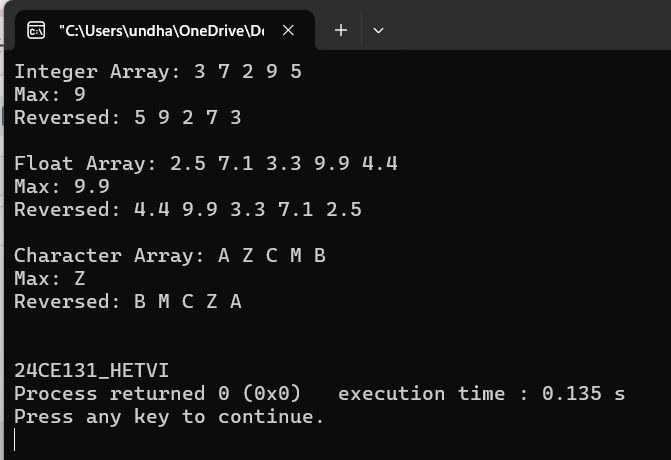 "C:\Users\undha\OneDrive\De
Integer Array: 3 7 2 9 5
Max: 9
Reversed: 5 9 2 7 3
Float Array: 2.5 7.1 3.3 9.9 4.4
Max: 9.9
Reversed: 4.4 9.9 3.3 7.1 2.5
Character Array: A Z C M B
Max: Z
Reversed: B M C Z A
24CE131_HETVI
Process returned 0 (0x0)   execution time : 0.135 s
Press any key to continue.